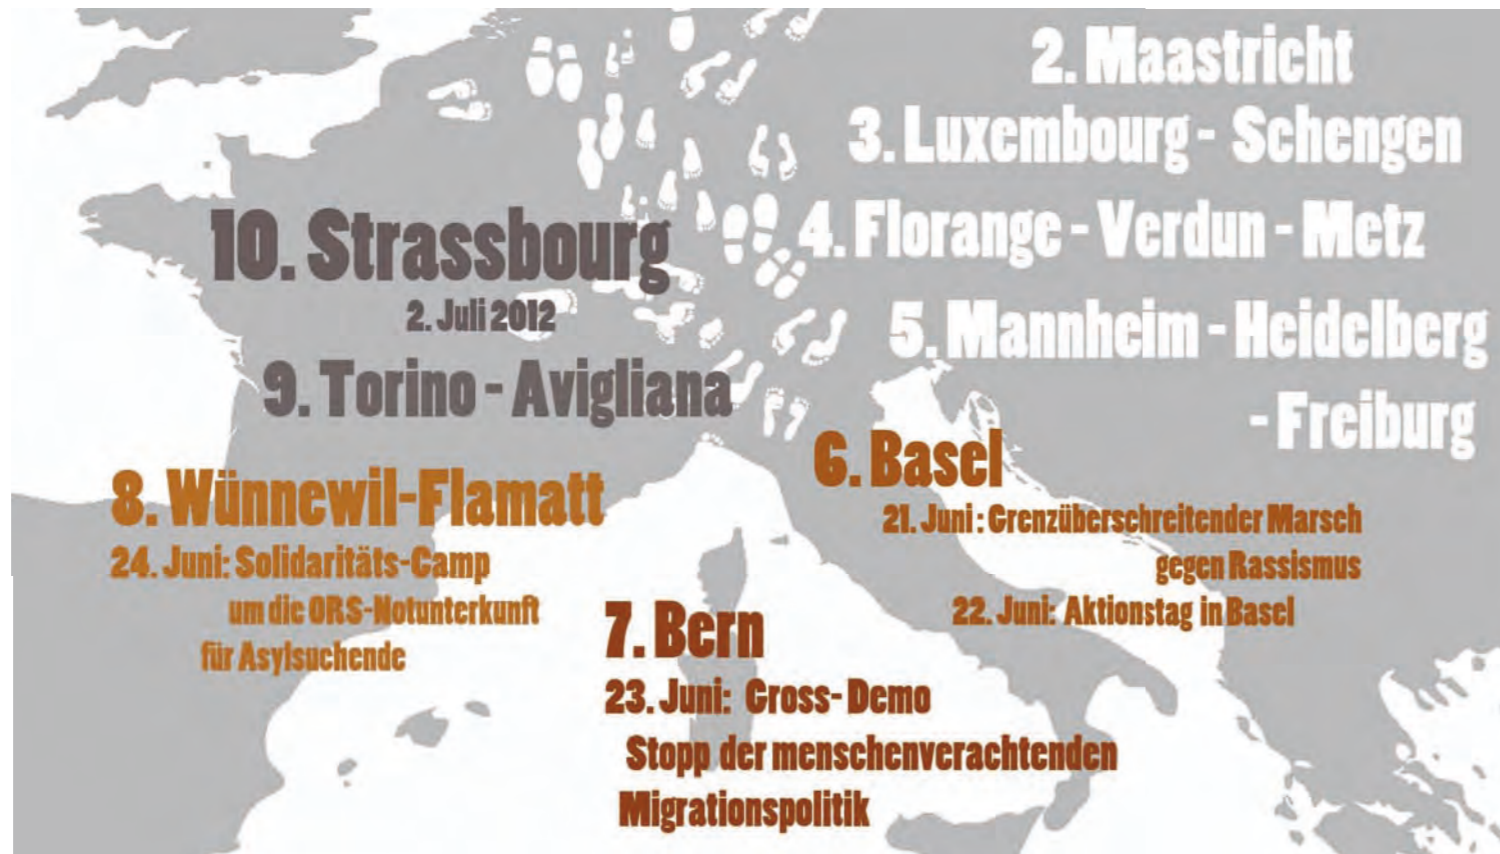 2. Maastricht
3. Luxembourg - Schengen
4. Florange - Verdun - Metz
5. Mannheim - Heidelberg
- Freiburg
6. Basel
21. Juni : Grenzüberschreitender Marsch
gegen Rassismus
22. Juni: Aktionstag in Basel
7. Bern
23. Juni: Gross- Demo
Stopp der menschenverachtenden
Migrationspolitik
8. Wünnewil-Flamatt
24. Juni: Solidaritäts-Camp
um die ORS-Notunterkunft
für Asylsuchende
9. Torino - Avigliana
10. Strassbourg
2. Juli 2012